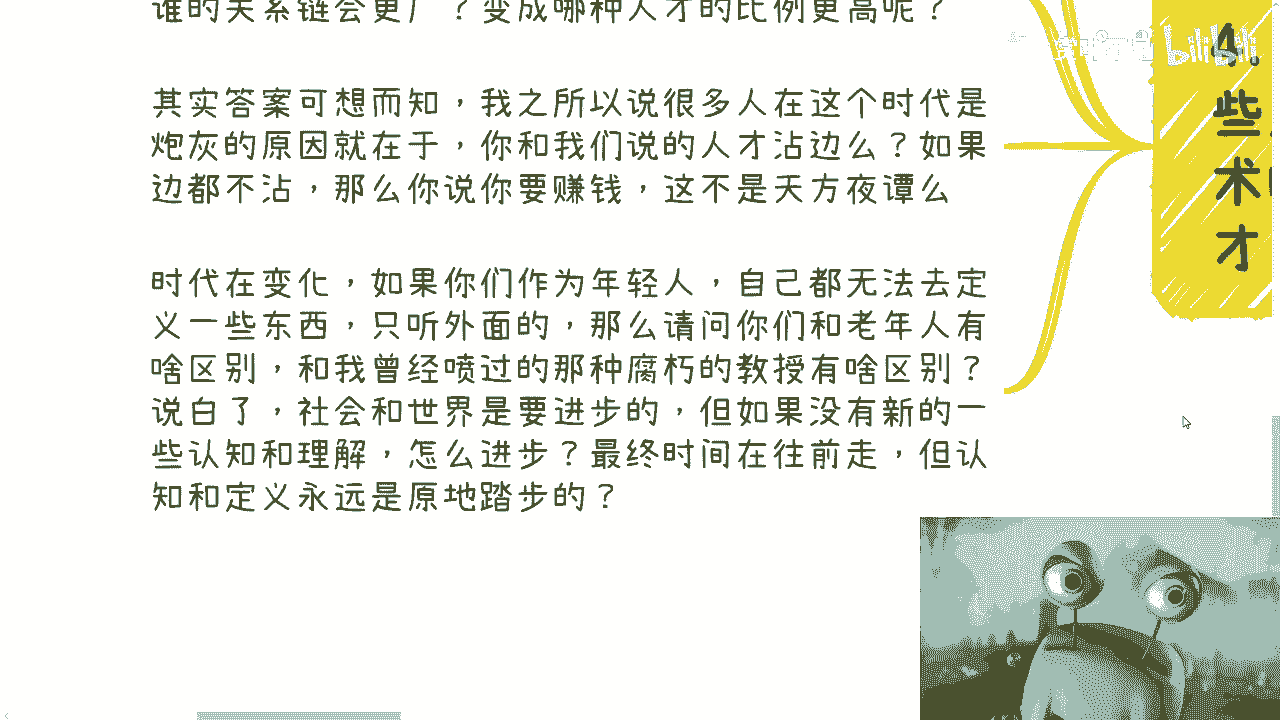 谁的关系链会更广？变成哪种人才的比例更高呢？
其实答案可想而知，我之所以说很多人在这个时代是
炮灰的原因就在于，你和我们说的人才沾边么？如果
边都不沾，那么你说你要赚钱，这不是天方夜谭么
时代在变化，如果你们作为年轻人，自己都无法去定
义一些东西，只听外面的，那么请问你们和老年人有
啥区别，和我曾经喷过的那种腐朽的教授有啥区别？
说白了，社会和世界是要进步的，但如果没有新的一
些认知和理解，怎么进步？最终时间在往前走，但认
知和定义永远是原地踏步的？
4.
些
术
才
bilibili